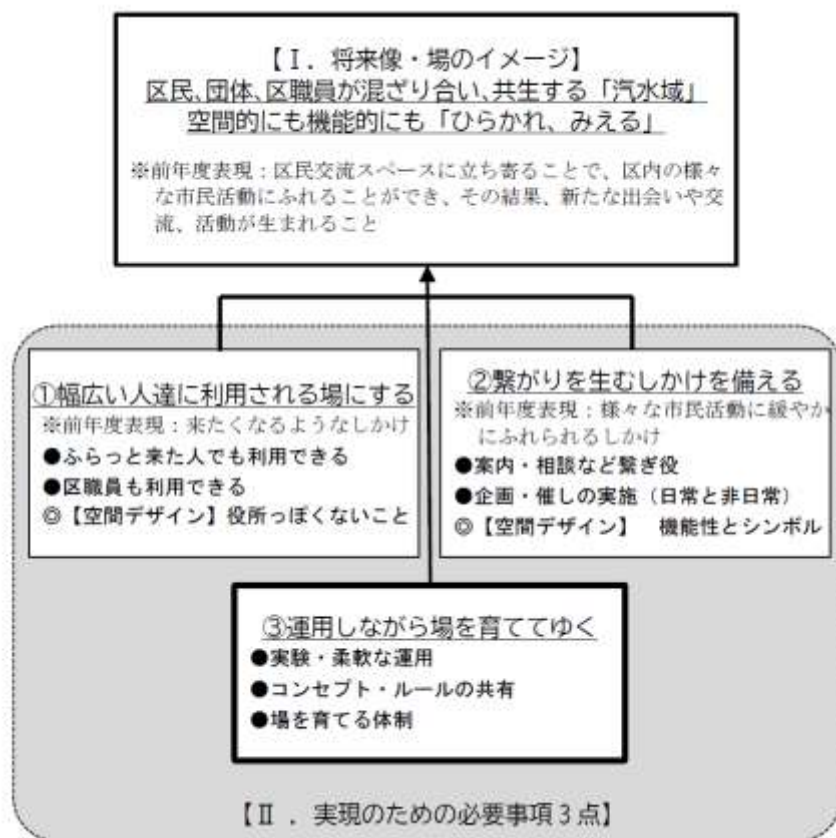 【Ⅰ．将来像・場のイメージ】
区民、団体、区職員が混ざり合い、共生する「汽水域」
空間的にも機能的にも「ひらかれ、みえる」
※前年度表現：区民交流スペースに立ち寄ることで、区内の様々
な市民活動にふれることができ、その結果、新たな出会いや交
流、活動が生まれること
①幅広い人達に利用される場にする
※前年度表現：来たくなるようなしかけ
●ふらっと来た人でも利用できる
●区職員も利用できる
◎【空間デザイン】役所っぽくないこと
②繋がりを生むしかけを備える
※前年度表現：様々な市民活動に緩やか
にふれられるしかけ
●案内・相談など繋ぎ役
●企画・催しの実施（日常と非日常）
◎【空間デザイン】　機能性とシンボル
③運用しながら場を育ててゆく
●実験・柔軟な運用
●コンセプト・ルールの共有
●場を育てる体制
【Ⅱ．実現のための必要事項３点】